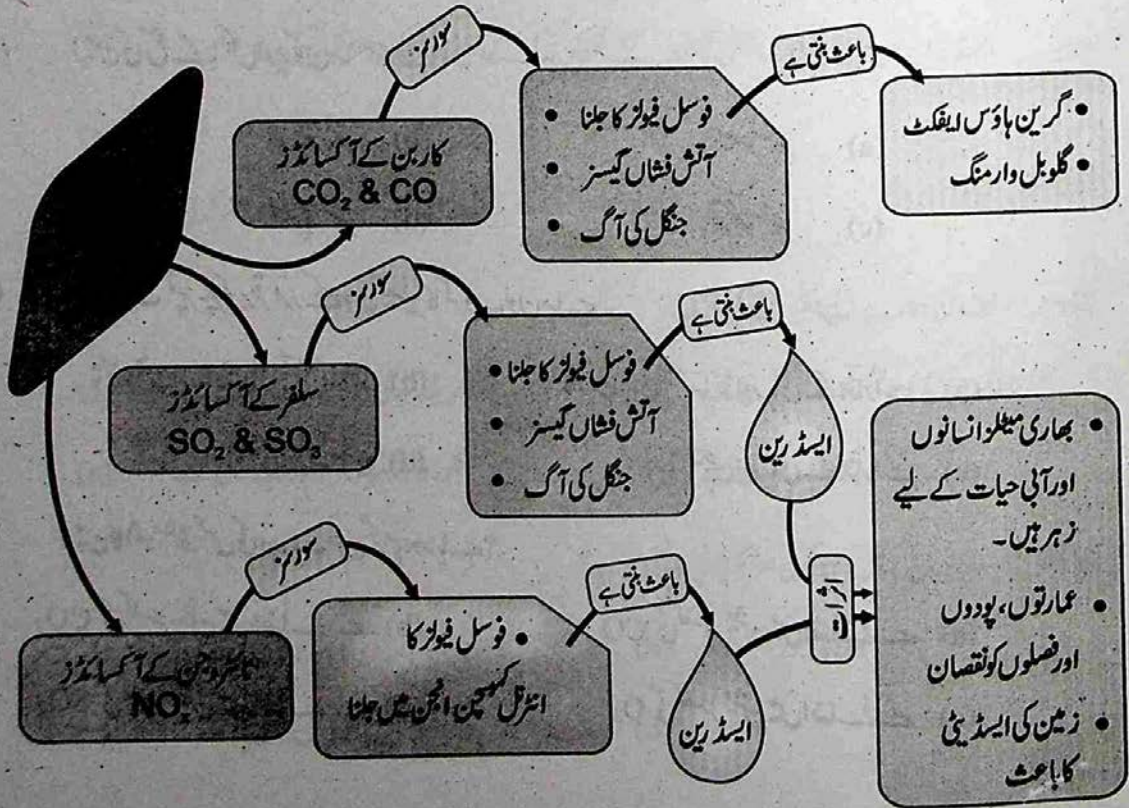 سورسز
کاربن کے آکسائڈز
CO₂ & CO
فوسل فیولز کا جلنا
آتش فشاں گیسز
جنگل کی آگ
باعث بنتی ہے
• گرین ہاؤس ایفکٹ
• گلوبل وارمنگ
سورسز
سلفر کے آکسائڈز
SO₂ & SO₃
• فوسل فیولز کا جلنا
• آتش فشاں گیسز
• جنگل کی آگ
باعث بنتی ہے
ایسڈ رین
سورسز
نائٹروجن کے آکسائڈز
NOₓ
• فوسل فیولز کا
انٹرنل کمبسچن انجن میں جلنا
باعث بنتی ہے
ایسڈ رین
اثرات
• بھاری میٹلز انسانوں
اور آبی حیات کے لیے
زہر ہیں۔
• عمارتوں، پودوں
اور فصلوں کو نقصان
• زمین کی ایسڈیٹی
کا باعث
(a)
(c)